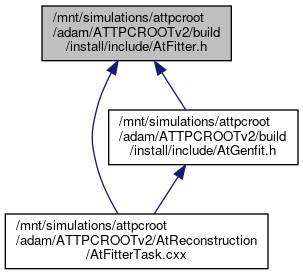 /mnt/simulations/attpcroot
/adam/ATTPCROOTv2/build
/install/include/AtFitter.h
/mnt/simulations/attpcroot
/adam/ATTPCROOTv2/build
/install/include/AtGenfit.h
/mnt/simulations/attpcroot
/adam/ATTPCROOTv2/AtReconstruction
/AtFitterTask.cxx